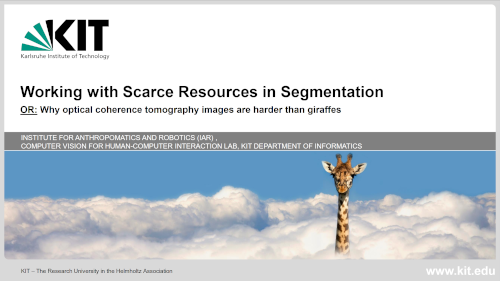 KIT
Karlsruhe Institute of Technology
Working with Scarce Resources in Segmentation
OR: Why optical coherence tomography images are harder than giraffes
INSTITUTE FOR ANTHROPOMATICS AND ROBOTICS (IAR) ,
COMPUTER VISION FOR HUMAN-COMPUTER INTERACTION LAB, KIT DEPARTMENT OF INFORMATICS
KIT – The Research University in the Helmholtz Association
www.kit.edu